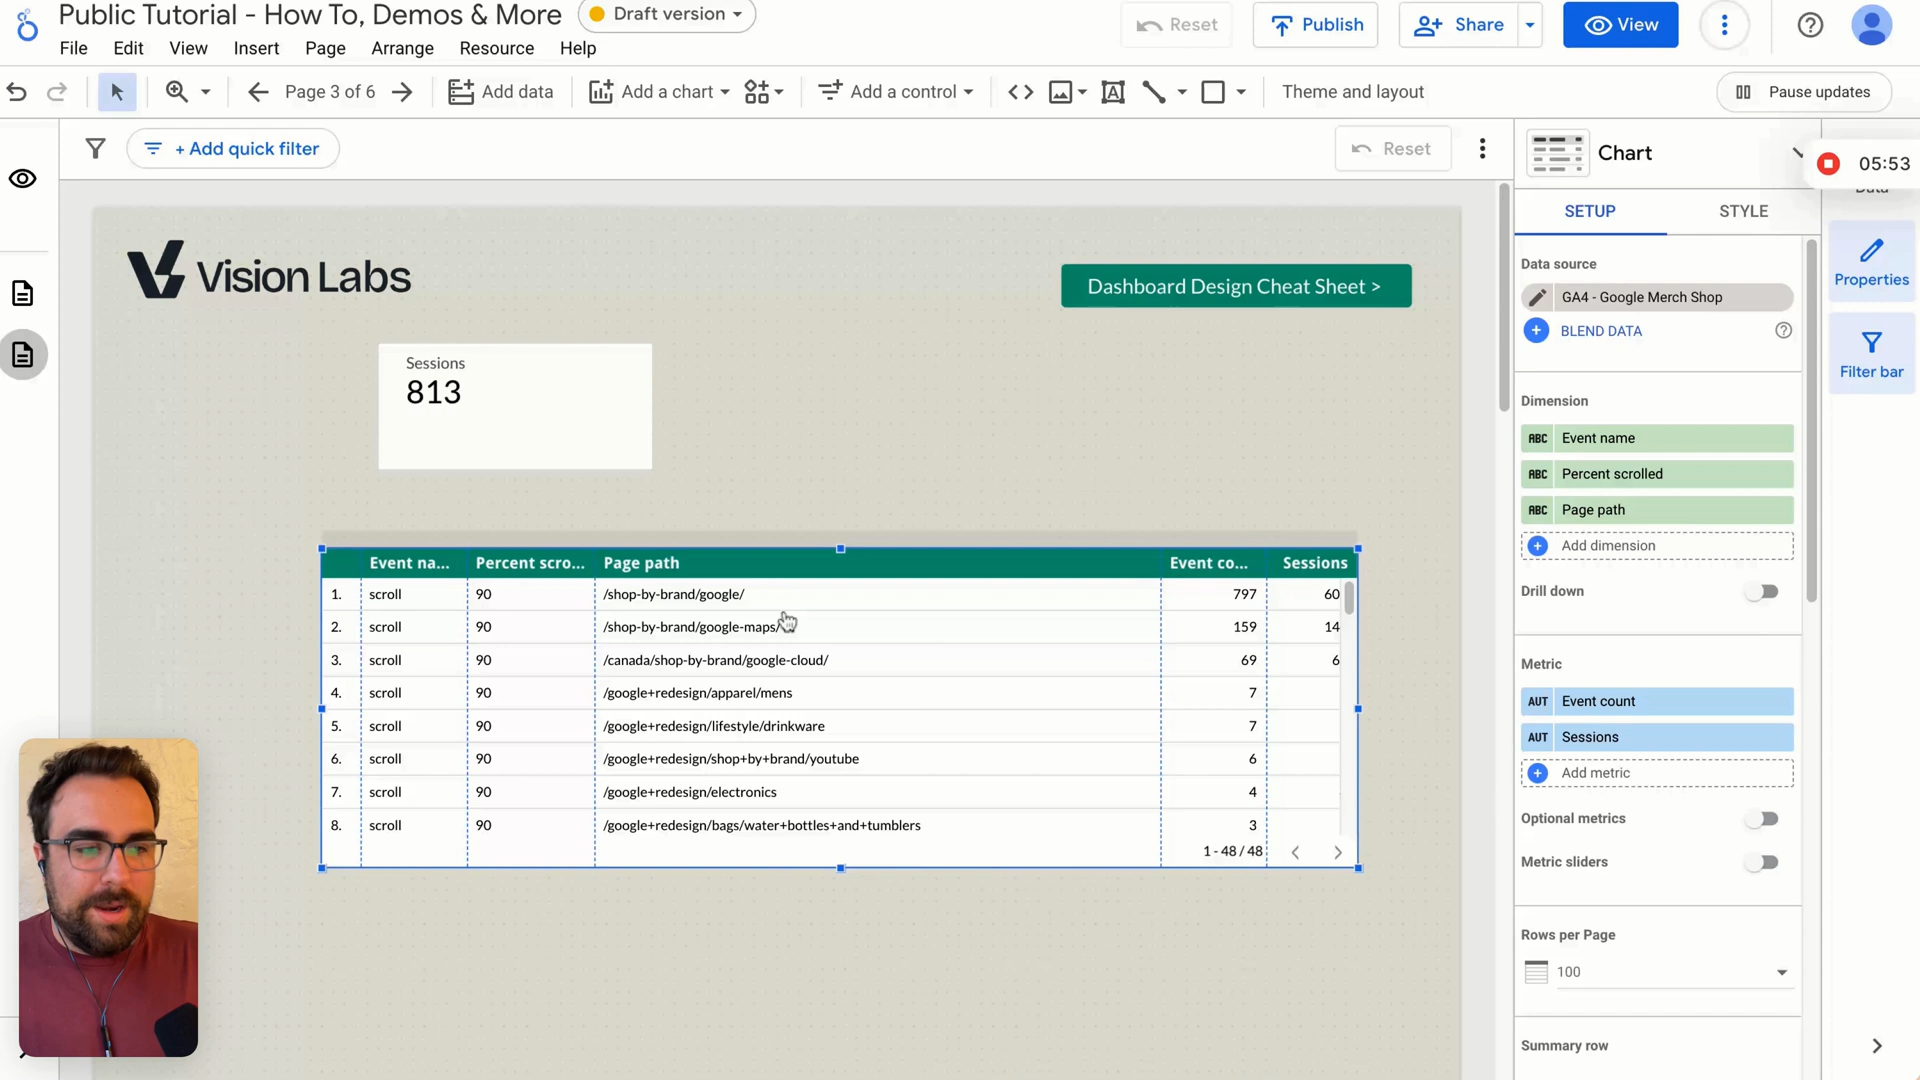 Public Tutorial - How To, Demos & More
Draft version
Reset
Publish
Share
View
File Edit View Insert Page Arrange Resource Help
Page 3 of 6
Add data
Add a chart
Add a control
Theme and layout
Pause updates
+ Add quick filter
Reset
Chart
05:53
SETUP STYLE
Properties
Filter bar
Vision Labs
Dashboard Design Cheat Sheet >
Sessions
813
Event na... Percent scro... Page path Event co... Sessions
1. scroll 90 /shop-by-brand/google/ 797 60
2. scroll 90 /shop-by-brand/google-maps/ 159 14
3. scroll 90 /canada/shop-by-brand/google-cloud/ 69 6
4. scroll 90 /google+redesign/apparel/mens 7
5. scroll 90 /google+redesign/lifestyle/drinkware 7
6. scroll 90 /google+redesign/shop+by+brand/youtube 6
7. scroll 90 /google+redesign/electronics 4
8. scroll 90 /google+redesign/bags/water+bottles+and+tumblers 3
1 - 48 / 48
Data source
GA4 - Google Merch Shop
BLEND DATA
Dimension
ABC Event name
ABC Percent scrolled
ABC Page path
Add dimension
Drill down
Metric
AUT Event count
AUT Sessions
Add metric
Optional metrics
Metric sliders
Rows per Page
100
Summary row